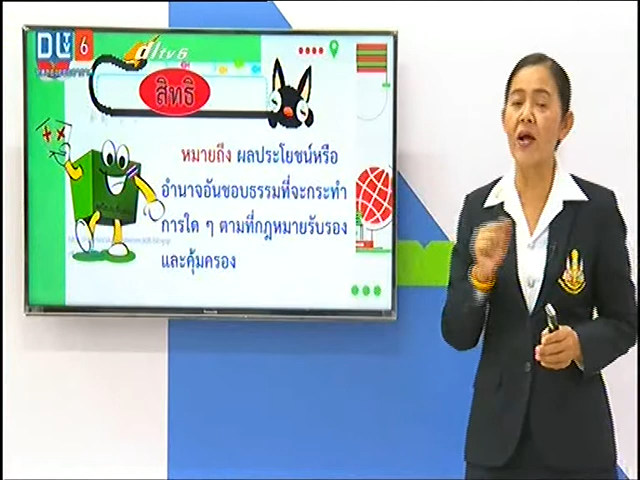 DLTV 6
dltv 6
สิทธิ
หมายถึง ผลประโยชน์หรือ
อำนาจอันชอบธรรมที่จะกระทำ
การใด ๆ ตามที่กฎหมายรับรอง
และคุ้มครอง